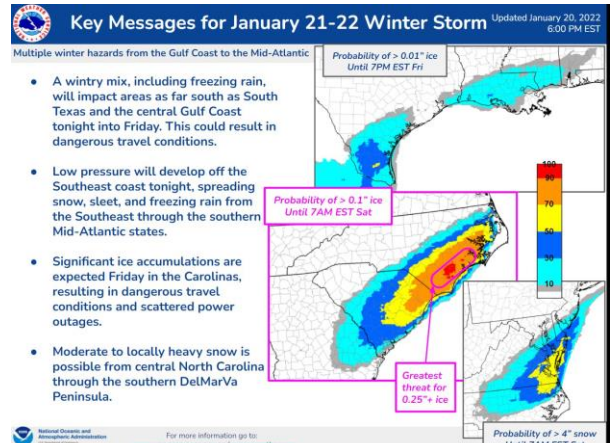 Key Messages for January 21-22 Winter Storm
Updated January 20, 2022
6:00 PM EST
Multiple winter hazards from the Gulf Coast to the Mid-Atlantic
• A wintry mix, including freezing rain,
will impact areas as far south as South
Texas and the central Gulf Coast
tonight into Friday. This could result in
dangerous travel conditions.
• Low pressure will develop off the
Southeast coast tonight, spreading
snow, sleet, and freezing rain from
the Southeast through the southern
Mid-Atlantic states.
• Significant ice accumulations are
expected Friday in the Carolinas,
resulting in dangerous travel
conditions and scattered power
outages.
• Moderate to locally heavy snow is
possible from central North Carolina
through the southern DelMarVa
Peninsula.
Probability of > 0.01" ice
Until 7PM EST Fri
Probability of > 0.1" ice
Until 7AM EST Sat
100
90
70
50
30
10
Greatest
threat for
0.25"+ ice
Probability of > 4" snow
National Oceanic and
Atmospheric Administration
For more information go to: